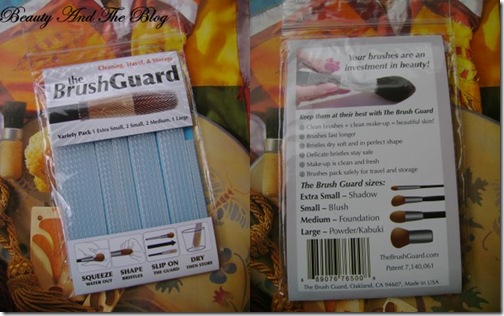 Beauty And The Blog
Cleaning, Travel, & Storage
the
BrushGuard
Variety Pack 1 Extra Small, 2 Small, 2 Medium, 1 Large
SQUEEZE
WATER OUT
SHAPE
BRISTLES
SLIP ON
THE GUARD
DRY
THEN STORE
Your brushes are an
investment in beauty!
Keep them at their best with The Brush Guard
Clean brushes = clean make-up = beautiful skin!
Brushes last longer
Bristles dry soft and in perfect shape
Delicate bristles stay safe
Make-up is clean and fresh
Brushes pack safely for travel and storage
The Brush Guard sizes:
Extra Small – Shadow
Small – Blush
Medium – Foundation
Large – Powder/Kabuki
TheBrushGuard.com
Patent 7,140,061
89076 76500
The Brush Guard, Oakland, CA 94607, Made in USA